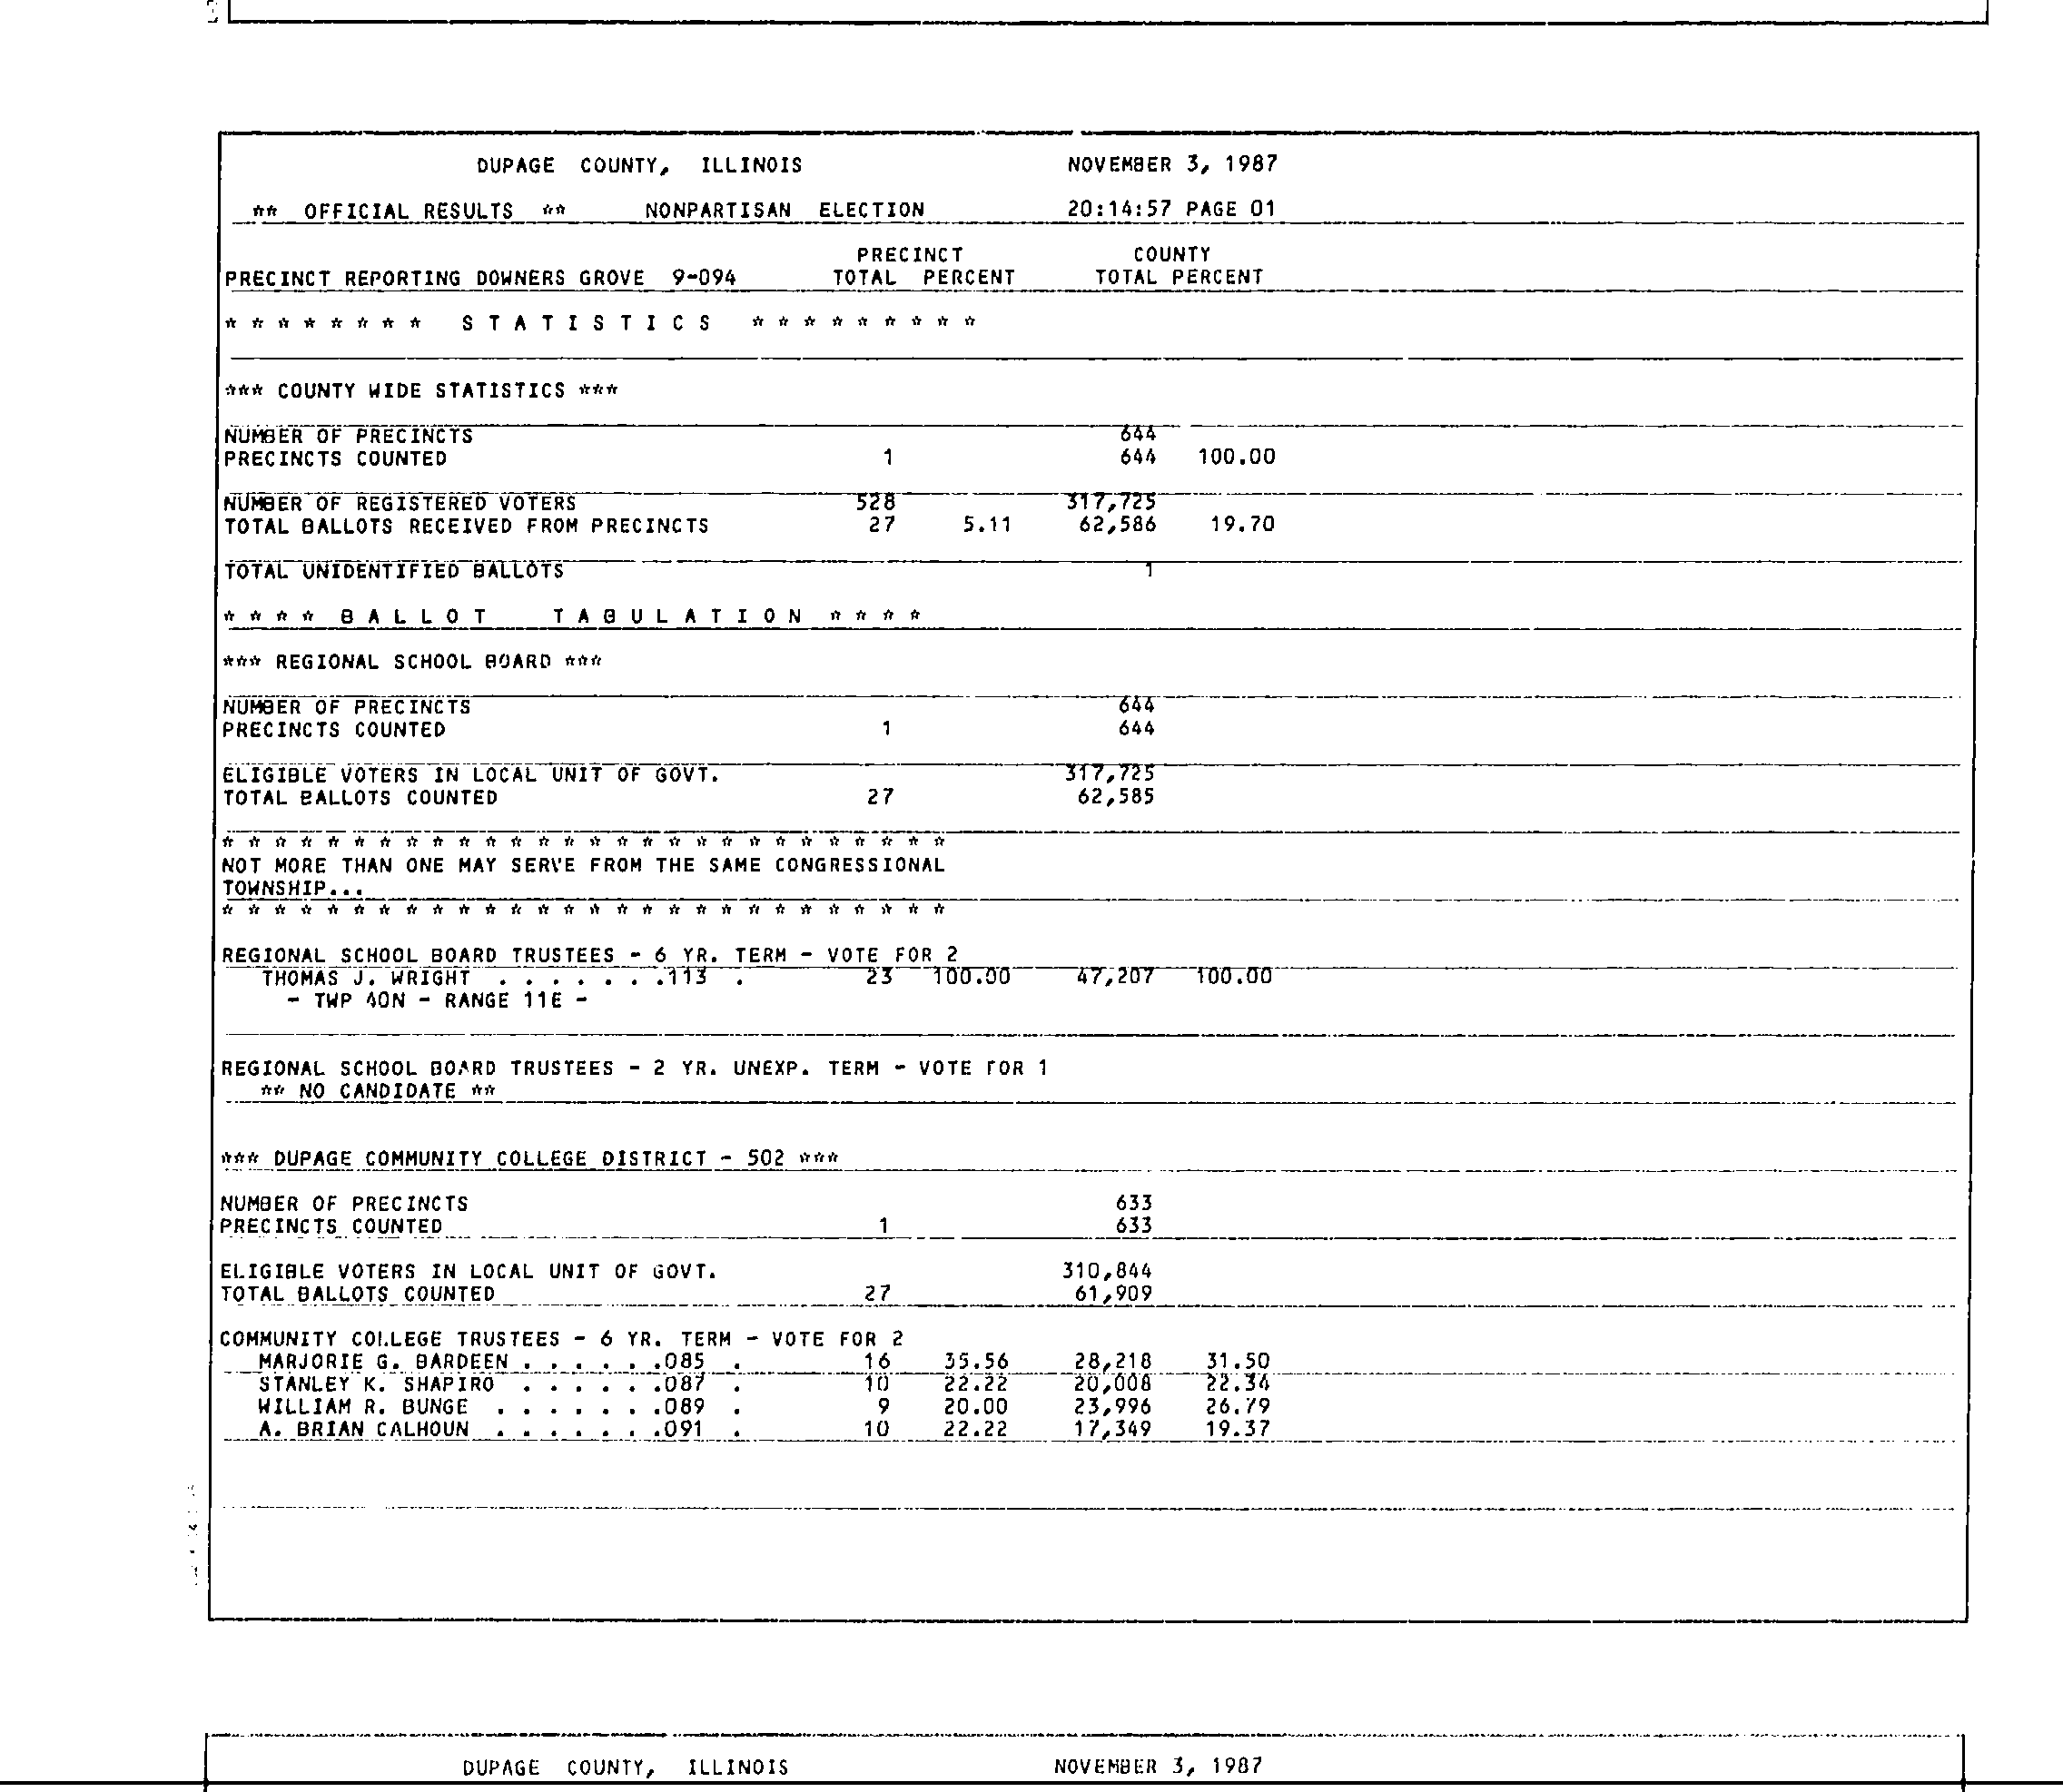 DUPAGE COUNTY, ILLINOIS NOVEMBER 3, 1987
** OFFICIAL RESULTS ** NONPARTISAN ELECTION 20:14:57 PAGE 01
PRECINCT COUNTY
PRECINCT REPORTING DOWNERS GROVE 9-094 TOTAL PERCENT TOTAL PERCENT
* * * * * * * * S T A T I S T I C S * * * * * * * * *
*** COUNTY WIDE STATISTICS ***
NUMBER OF PRECINCTS 644
PRECINCTS COUNTED 1 644 100.00
NUMBER OF REGISTERED VOTERS 528 317,725
TOTAL BALLOTS RECEIVED FROM PRECINCTS 27 5.11 62,586 19.70
TOTAL UNIDENTIFIED BALLOTS 1
* * * * B A L L O T T A B U L A T I O N * * * *
*** REGIONAL SCHOOL BOARD ***
NUMBER OF PRECINCTS 644
PRECINCTS COUNTED 1 644
ELIGIBLE VOTERS IN LOCAL UNIT OF GOVT. 317,725
TOTAL BALLOTS COUNTED 27 62,585
* * * * * * * * * * * * * * * * * * * * * * * * * * * *
NOT MORE THAN ONE MAY SERVE FROM THE SAME CONGRESSIONAL
TOWNSHIP...
* * * * * * * * * * * * * * * * * * * * * * * * * * * *
REGIONAL SCHOOL BOARD TRUSTEES - 6 YR. TERM - VOTE FOR 2
THOMAS J. WRIGHT . . . . . . .113 . 23 100.00 47,207 100.00
- TWP 40N - RANGE 11E -
REGIONAL SCHOOL BOARD TRUSTEES - 2 YR. UNEXP. TERM - VOTE FOR 1
** NO CANDIDATE **
*** DUPAGE COMMUNITY COLLEGE DISTRICT - 502 ***
NUMBER OF PRECINCTS 633
PRECINCTS COUNTED 1 633
ELIGIBLE VOTERS IN LOCAL UNIT OF GOVT. 310,844
TOTAL BALLOTS COUNTED 27 61,909
COMMUNITY COLLEGE TRUSTEES - 6 YR. TERM - VOTE FOR 2
MARJORIE G. BARDEEN . . . . . .085 . 16 35.56 28,218 31.50
STANLEY K. SHAPIRO . . . . . .087 . 10 22.22 20,008 22.34
WILLIAM R. BUNGE . . . . . . .089 . 9 20.00 23,996 26.79
A. BRIAN CALHOUN . . . . . . .091 . 10 22.22 17,349 19.37
DUPAGE COUNTY, ILLINOIS NOVEMBER 3, 1987